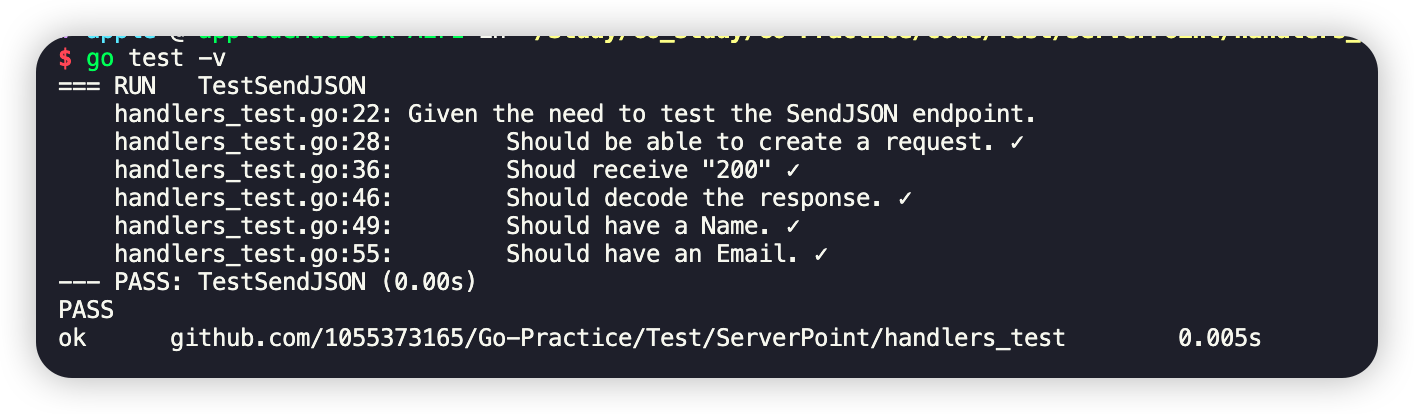 $ go test -v
=== RUN   TestSendJSON
    handlers_test.go:22: Given the need to test the SendJSON endpoint.
    handlers_test.go:28:        Should be able to create a request. ✓
    handlers_test.go:36:        Shoud receive "200" ✓
    handlers_test.go:46:        Should decode the response. ✓
    handlers_test.go:49:        Should have a Name. ✓
    handlers_test.go:55:        Should have an Email. ✓
--- PASS: TestSendJSON (0.00s)
PASS
ok      github.com/1055373165/Go-Practice/Test/ServerPoint/handlers_test        0.005s